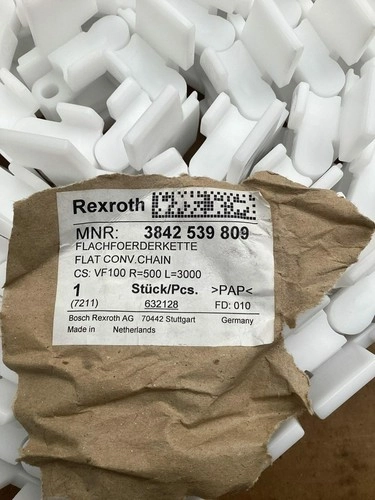 Rexroth
MNR: 3842 539 809
FLACHFOERDERKETTE
FLAT CONV.CHAIN
CS: VF100 R=500 L=3000
1 Stück/Pcs. >PAP<
(7211) 632128 FD: 010
Bosch Rexroth AG 70442 Stuttgart Germany
Made in Netherlands